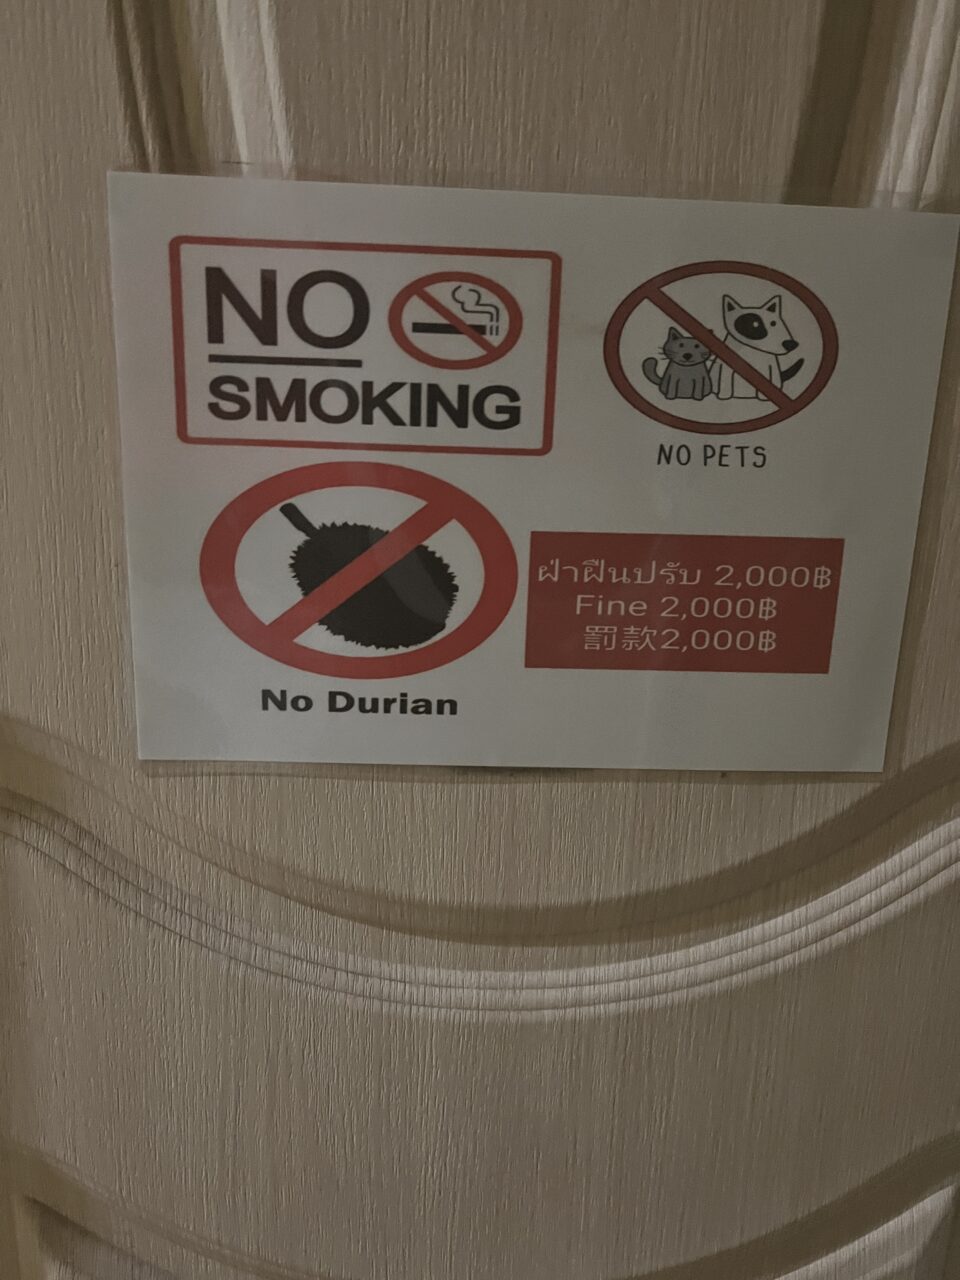 NO
SMOKING
NO PETS
No Durian
ฝ่าฝืนปรับ 2,000฿
Fine 2,000฿
罰款2,000฿